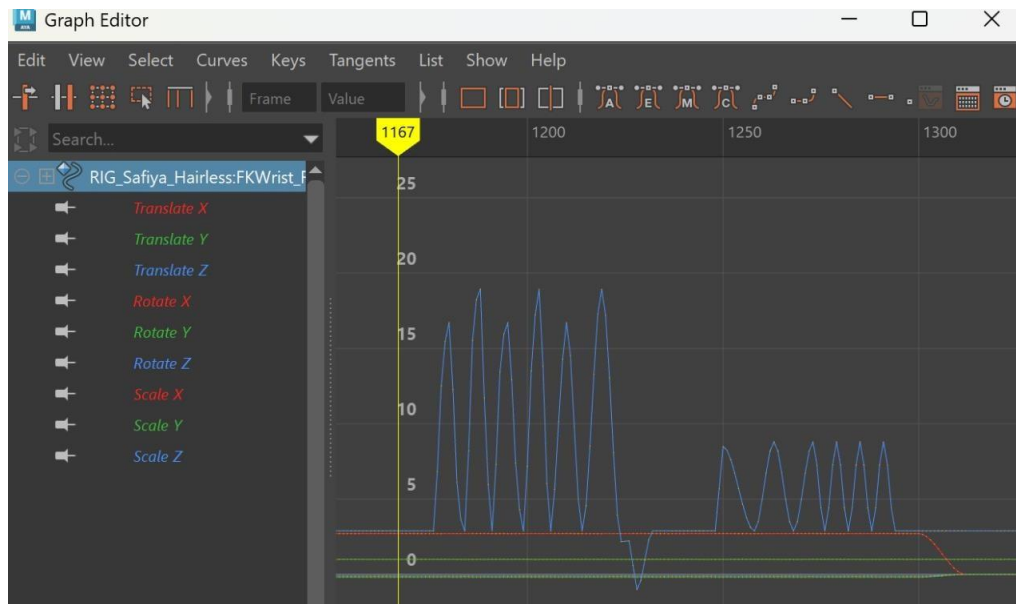 Graph Editor
Edit View Select Curves Keys Tangents List Show Help
Frame Value
Search...
1167 1200 1250 1300
RIG_Safiya_Hairless:FKWrist_
Translate X
Translate Y
Translate Z
Rotate X
Rotate Y
Rotate Z
Scale X
Scale Y
Scale Z
25
20
15
10
5
0